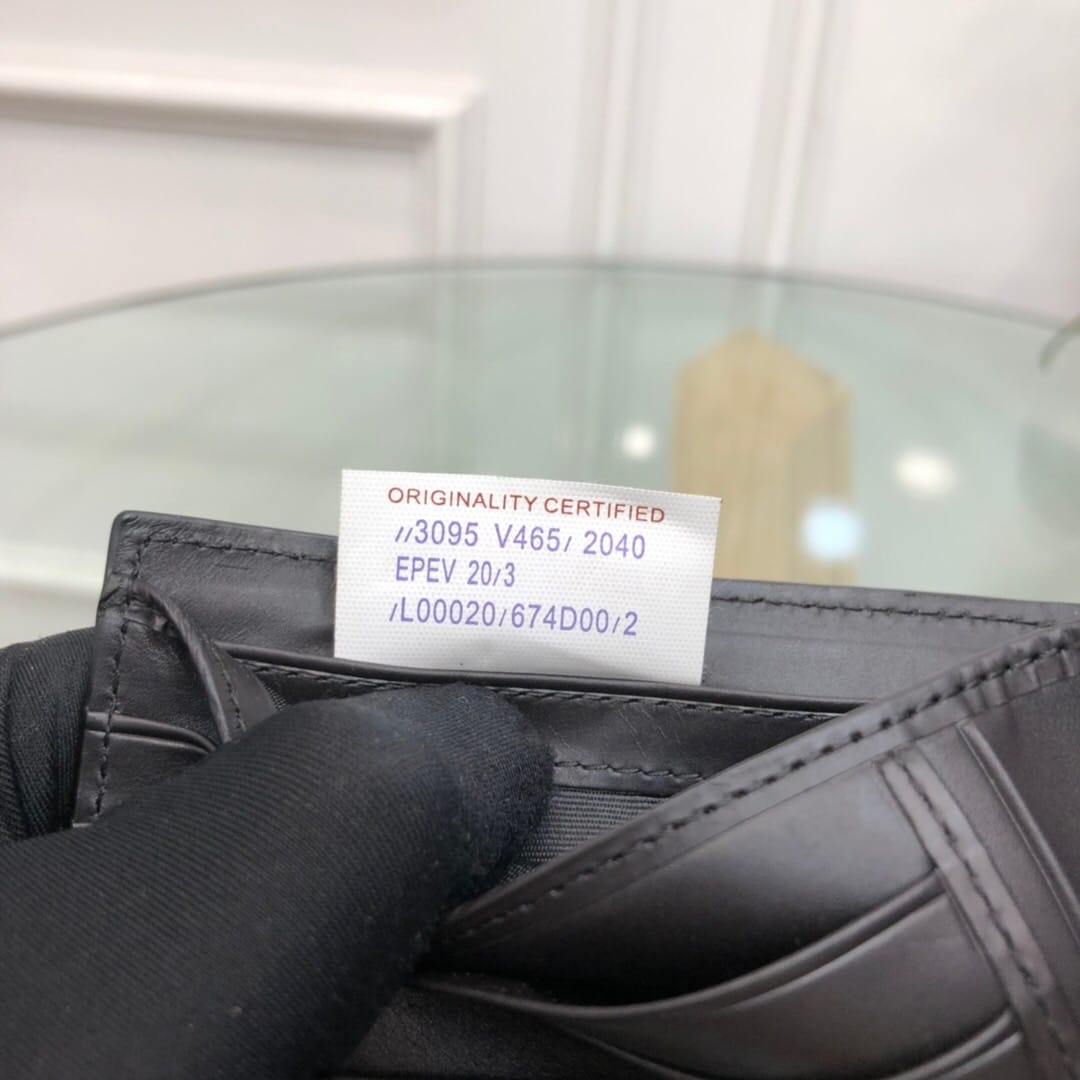 ORIGINALITY CERTIFIED
//3095 V465/ 2040
EPEV 20/3
/L00020/674D00/2